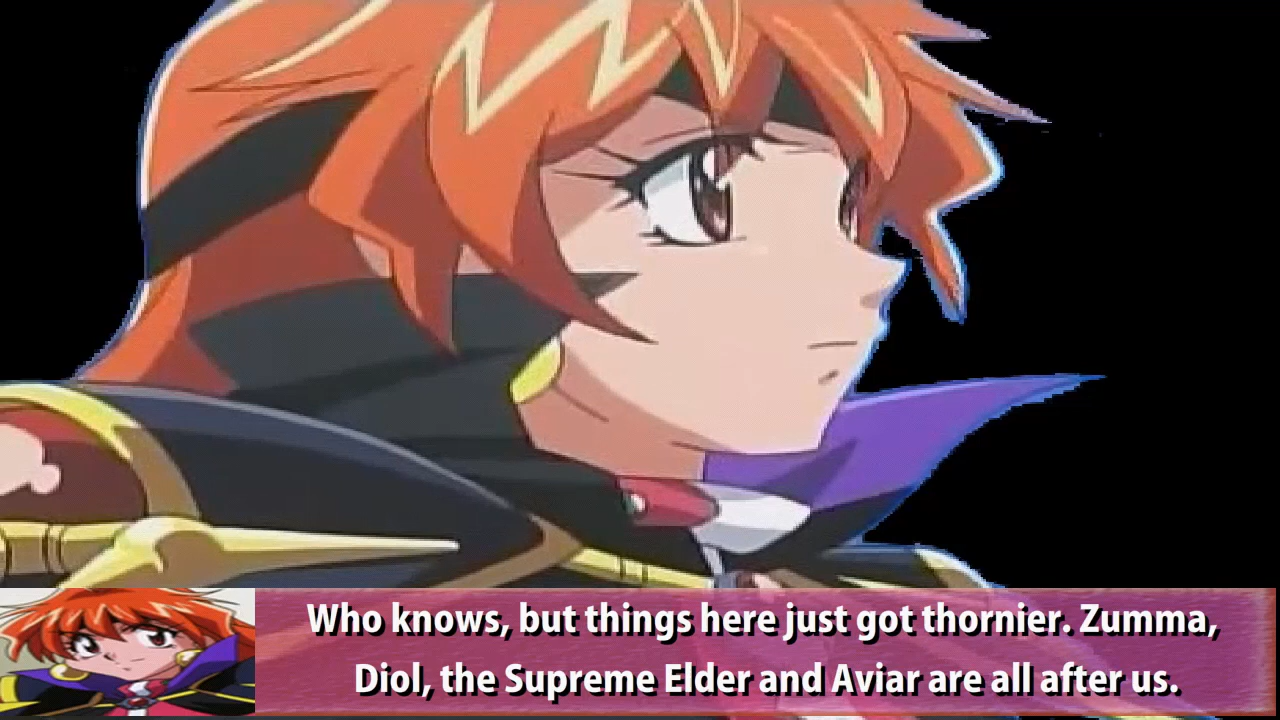 Who knows, but things here just got thornier. Zumma,
Diol, the Supreme Elder and Aviar are all after us.